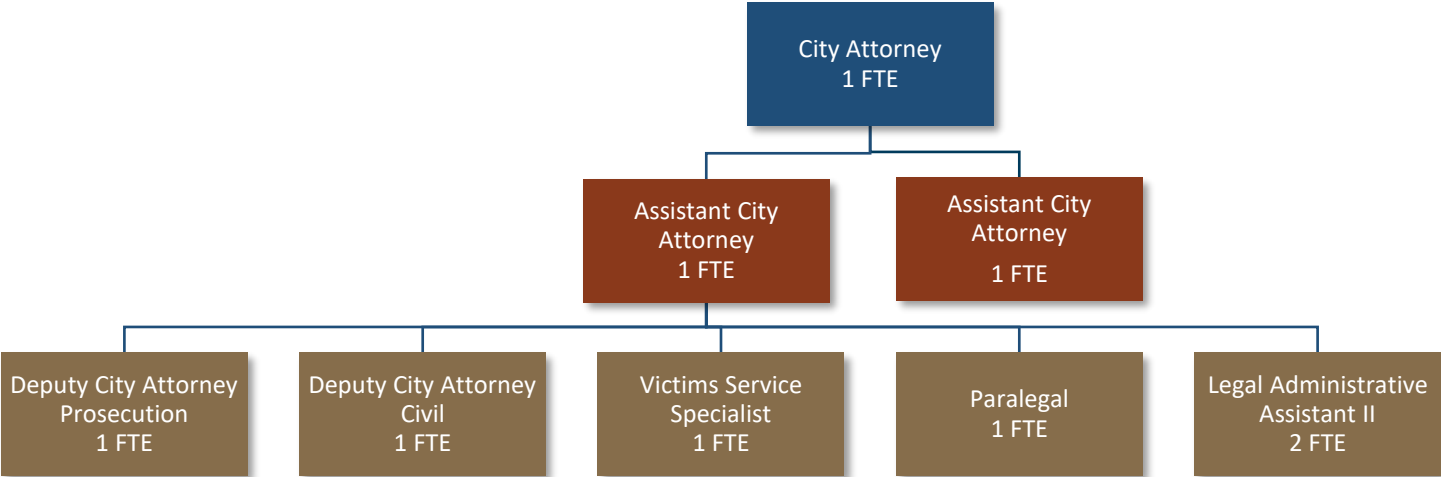 City Attorney
1 FTE
Assistant City
Attorney
1 FTE
Assistant City
Attorney
1 FTE
Deputy City Attorney
Prosecution
1 FTE
Deputy City Attorney
Civil
1 FTE
Victims Service
Specialist
1 FTE
Paralegal
1 FTE
Legal Administrative
Assistant II
2 FTE